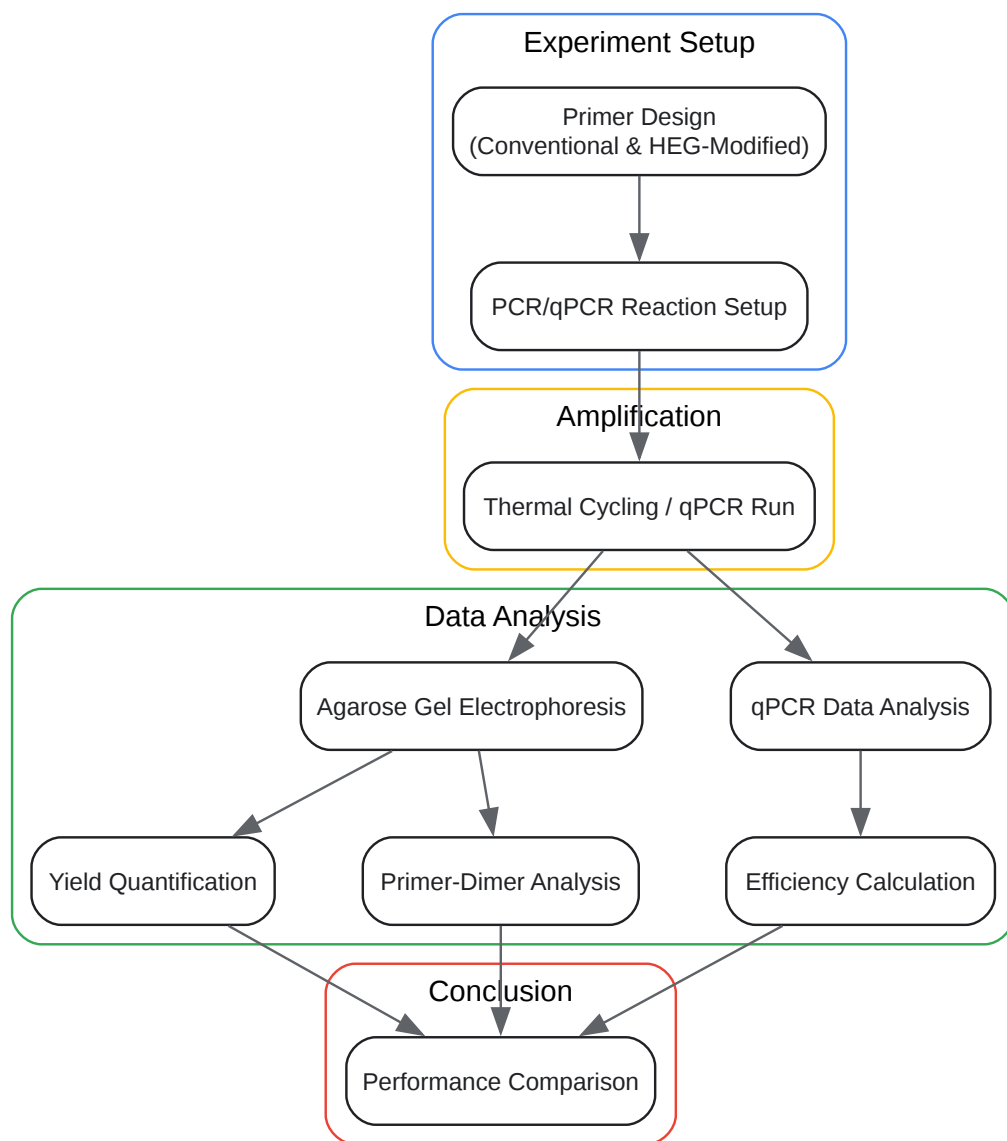 Experiment Setup
Primer Design
(Conventional & HEG-Modified)
PCR/qPCR Reaction Setup
Amplification
Thermal Cycling / qPCR Run
Data Analysis
Agarose Gel Electrophoresis
qPCR Data Analysis
Yield Quantification
Primer-Dimer Analysis
Efficiency Calculation
Conclusion
Performance Comparison